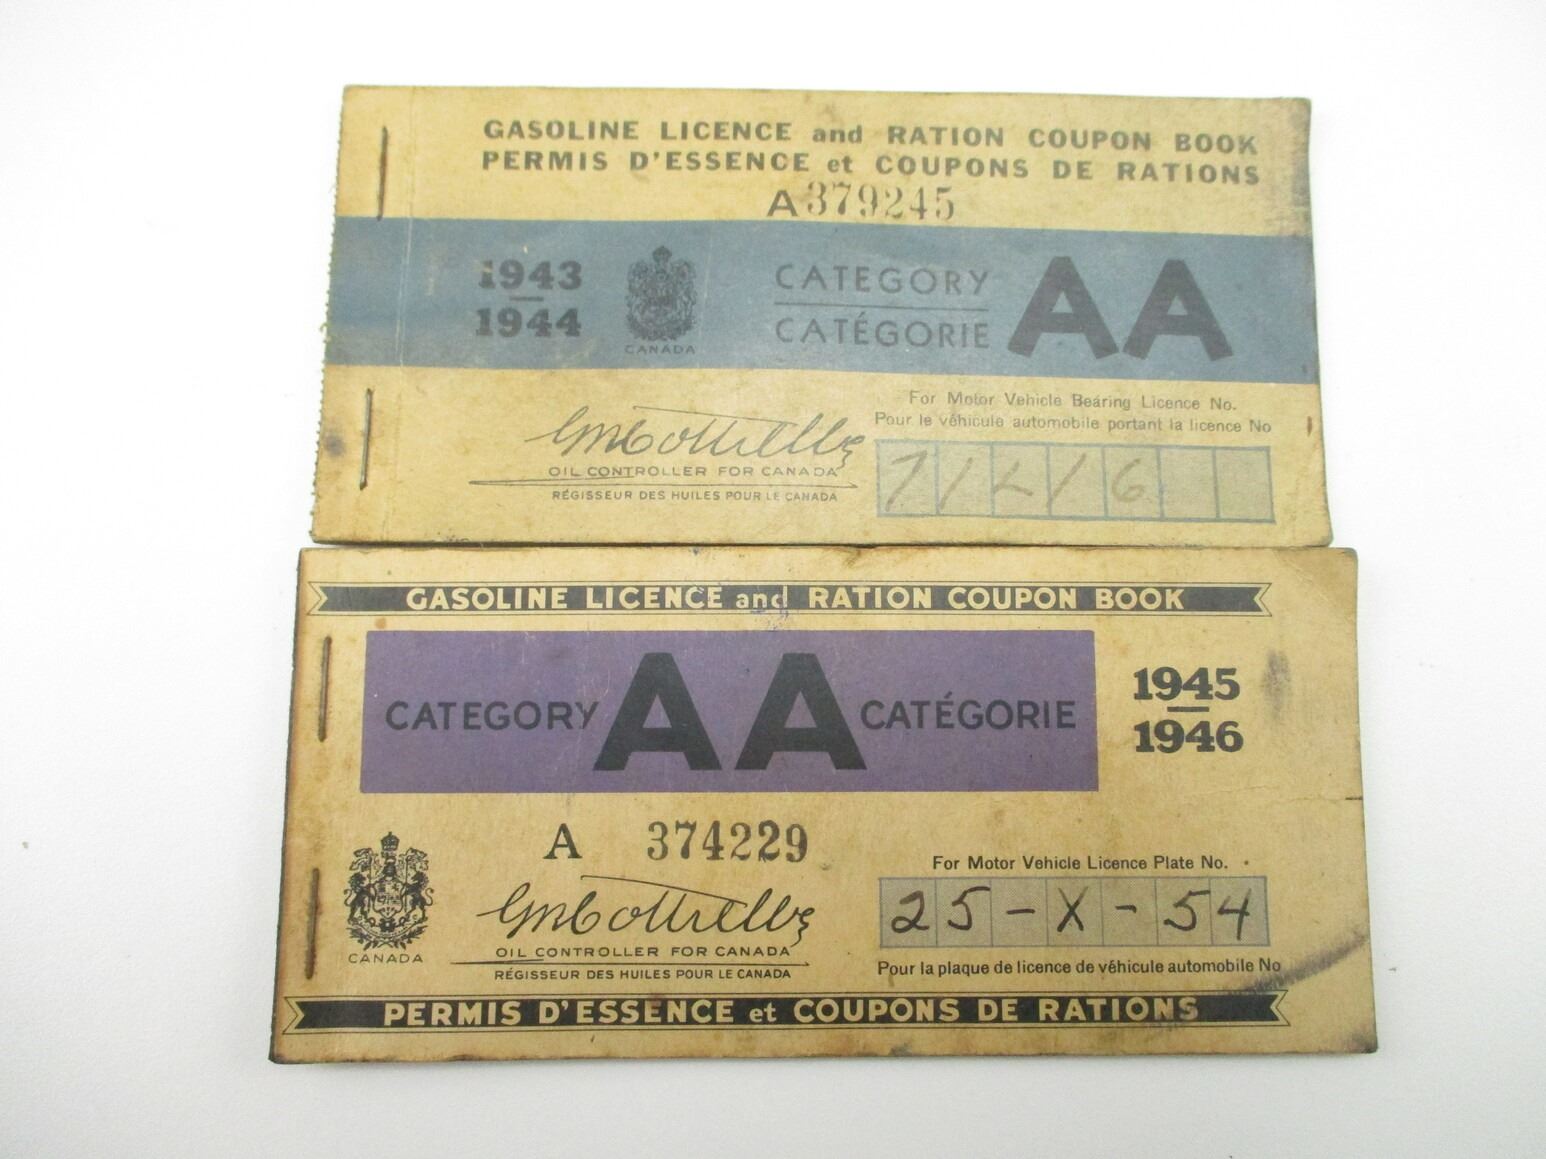 GASOLINE LICENCE and RATION COUPON BOOK
PERMIS D'ESSENCE et COUPONS DE RATIONS
A 379245
1943
1944
CANADA
CATEGORY
CATÉGORIE
AA
For Motor Vehicle Bearing Licence No.
Pour le véhicule automobile portant la licence No
GMCottrelle
OIL CONTROLLER FOR CANADA
RÉGISSEUR DES HUILES POUR LE CANADA
GASOLINE LICENCE and RATION COUPON BOOK
CATEGORY AA CATÉGORIE
1945
1946
A 374229
For Motor Vehicle Licence Plate No.
25-X-54
CANADA
GMCottrelle
OIL CONTROLLER FOR CANADA
RÉGISSEUR DES HUILES POUR LE CANADA
Pour la plaque de licence de véhicule automobile No
PERMIS D'ESSENCE et COUPONS DE RATIONS